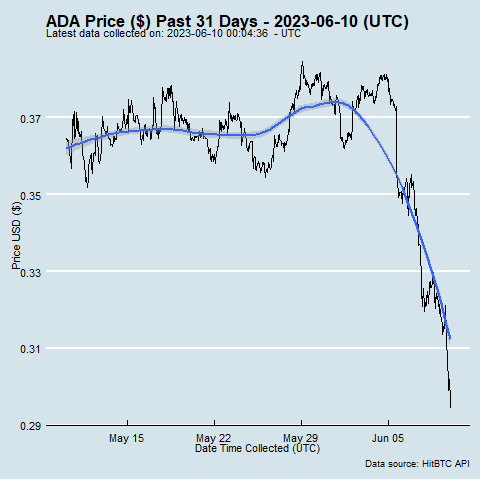 ADA Price ($) Past 31 Days - 2023-06-10 (UTC)
Latest data collected on: 2023-06-10 00:04:36 - UTC
0.37
0.35
0.33
0.31
0.29
Price USD ($)
May 15
May 22
May 29
Jun 05
Date Time Collected (UTC)
Data source: HitBTC API